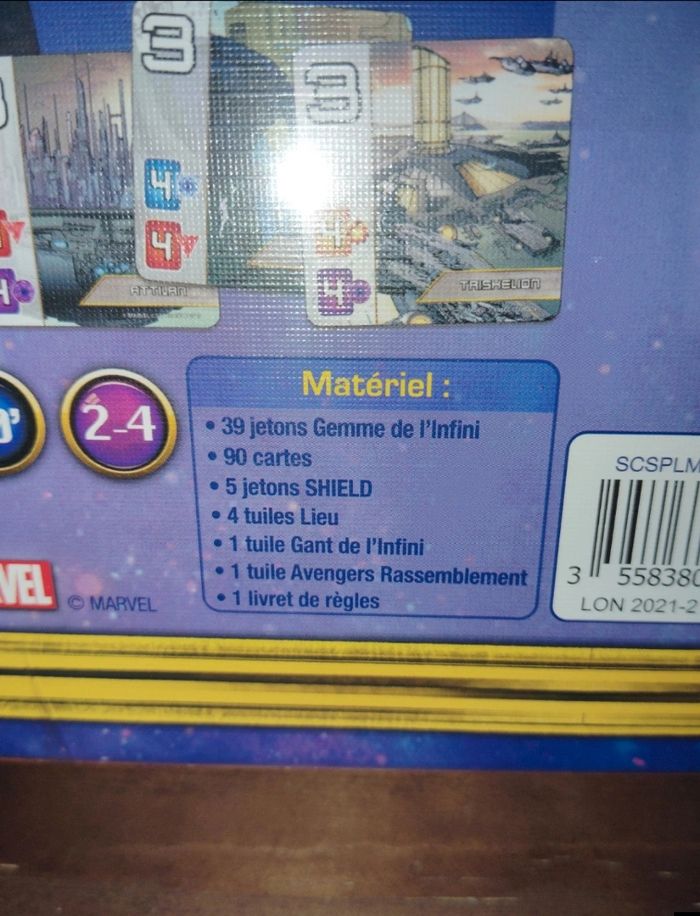 3
3
4
4
4
4
ATTILAN
TRISKELION
2-4
Matériel :
• 39 jetons Gemme de l'Infini
• 90 cartes
• 5 jetons SHIELD
• 4 tuiles Lieu
• 1 tuile Gant de l'Infini
• 1 tuile Avengers Rassemblement
• 1 livret de règles
© MARVEL
SCSPLM
3 558380
LON 2021-2